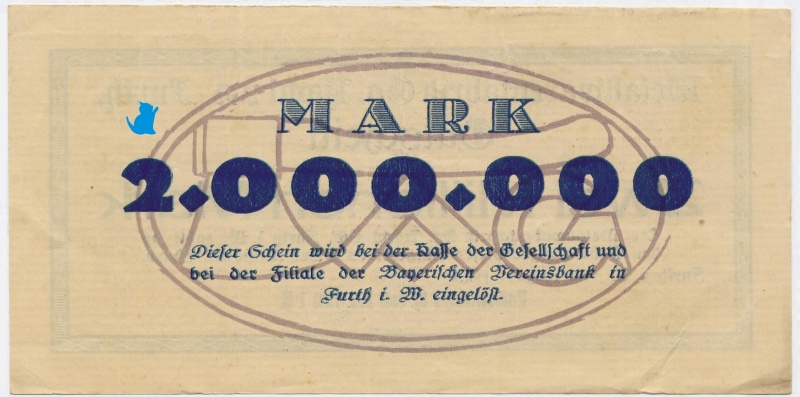 MARK
2.000.000
Dieser Schein wird bei der Kasse der Gesellschaft und
bei der Filiale der Bayerischen Vereinsbank in
Furth i. W. eingelöst.